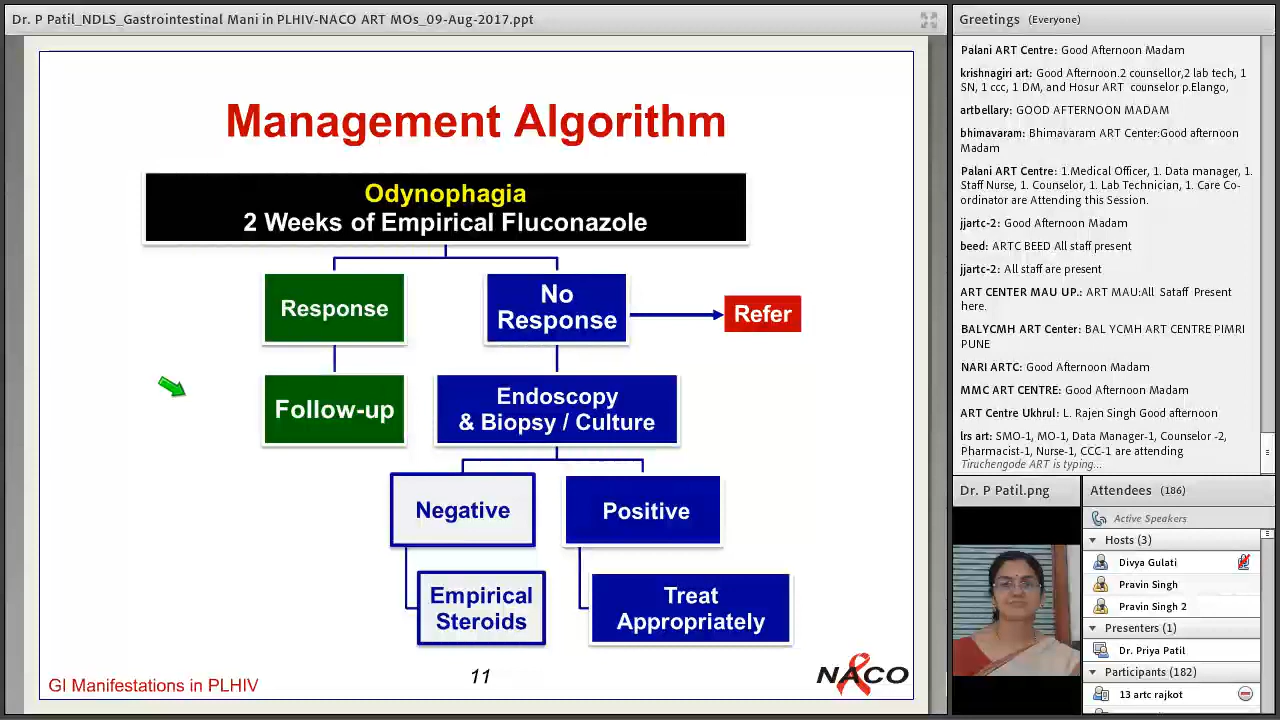 Dr. P Patil_NDLS_Gastrointestinal Mani in PLHIV-NACO ART MOs_09-Aug-2017.ppt
Management Algorithm
Odynophagia
2 Weeks of Empirical Fluconazole
Response
No
Response
Refer
Follow-up
Endoscopy
& Biopsy / Culture
Negative
Positive
Empirical
Steroids
Treat
Appropriately
GI Manifestations in PLHIV
11
NACO
Greetings (Everyone)
Palani ART Centre: Good Afternoon Madam
krishnagiri art: Good Afternoon.2 counsellor,2 lab tech, 1
SN, 1 ccc, 1 DM, and Hosur ART counselor p.Elango,
artbellary: GOOD AFTERNOON MADAM
bhimavaram: Bhimavaram ART Center:Good afternoon
Madam
Palani ART Centre: 1.Medical Officer, 1. Data manager, 1.
Staff Nurse, 1. Counselor, 1.Lab Technician, 1. Care co-
ordinator are Attending this Session.
jjartc-2: Good Afternoon Madam
beed: ARTC BEED All staff present
jjartc-2: All staff are present
ART CENTER MAU UP.: ART MAU:All Sataff Present
here.
BALYCMH ART Center: BAL YCMH ART CENTRE PIMRI
PUNE
NARI ARTC: Good Afternoon Madam
MMC ART CENTRE: Good Afternoon Madam
ART Centre Ukhrul: L. Rajen Singh Good afternoon
lrs art: SMO-1, MO-1, Data Manager-1, Counselor -2,
Pharmacist-1, Nurse-1, CCC-1 are attending
Tiruchengode ART is typing...
Dr. P Patil.png
Attendees (186)
Active Speakers
Hosts (3)
Divya Gulati
Pravin Singh
Pravin Singh 2
Presenters (1)
Dr. Priya Patil
Participants (182)
13 artc rajkot